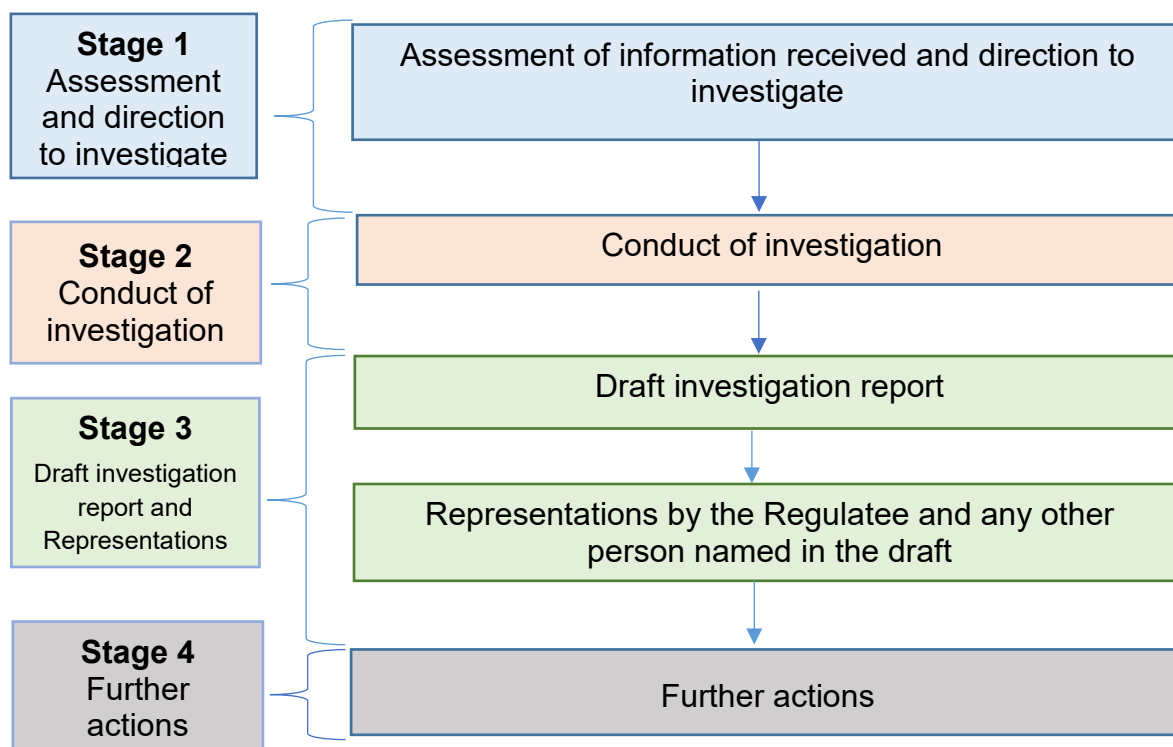 Stage 1
Assessment
and direction
to investigate
Assessment of information received and direction to
investigate
Stage 2
Conduct of
investigation
Conduct of investigation
Stage 3
Draft investigation
report and
Representations
Draft investigation report
Representations by the Regulatee and any other
person named in the draft
Stage 4
Further
actions
Further actions